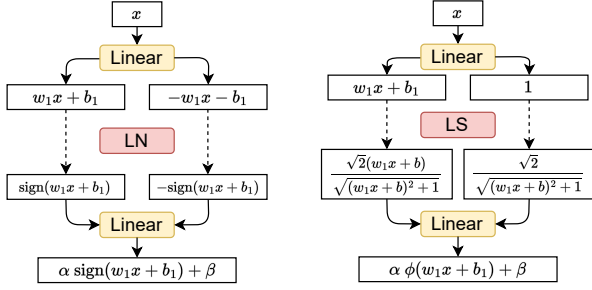 x
Linear
w₁x + b₁
−w₁x − b₁
LN
sign(w₁x + b₁)
−sign(w₁x + b₁)
Linear
α sign(w₁x + b₁) + β
x
Linear
w₁x + b₁
1
LS
√2(w₁x + b)
√(w₁x + b)² + 1
√2
√(w₁x + b)² + 1
Linear
α ϕ(w₁x + b₁) + β